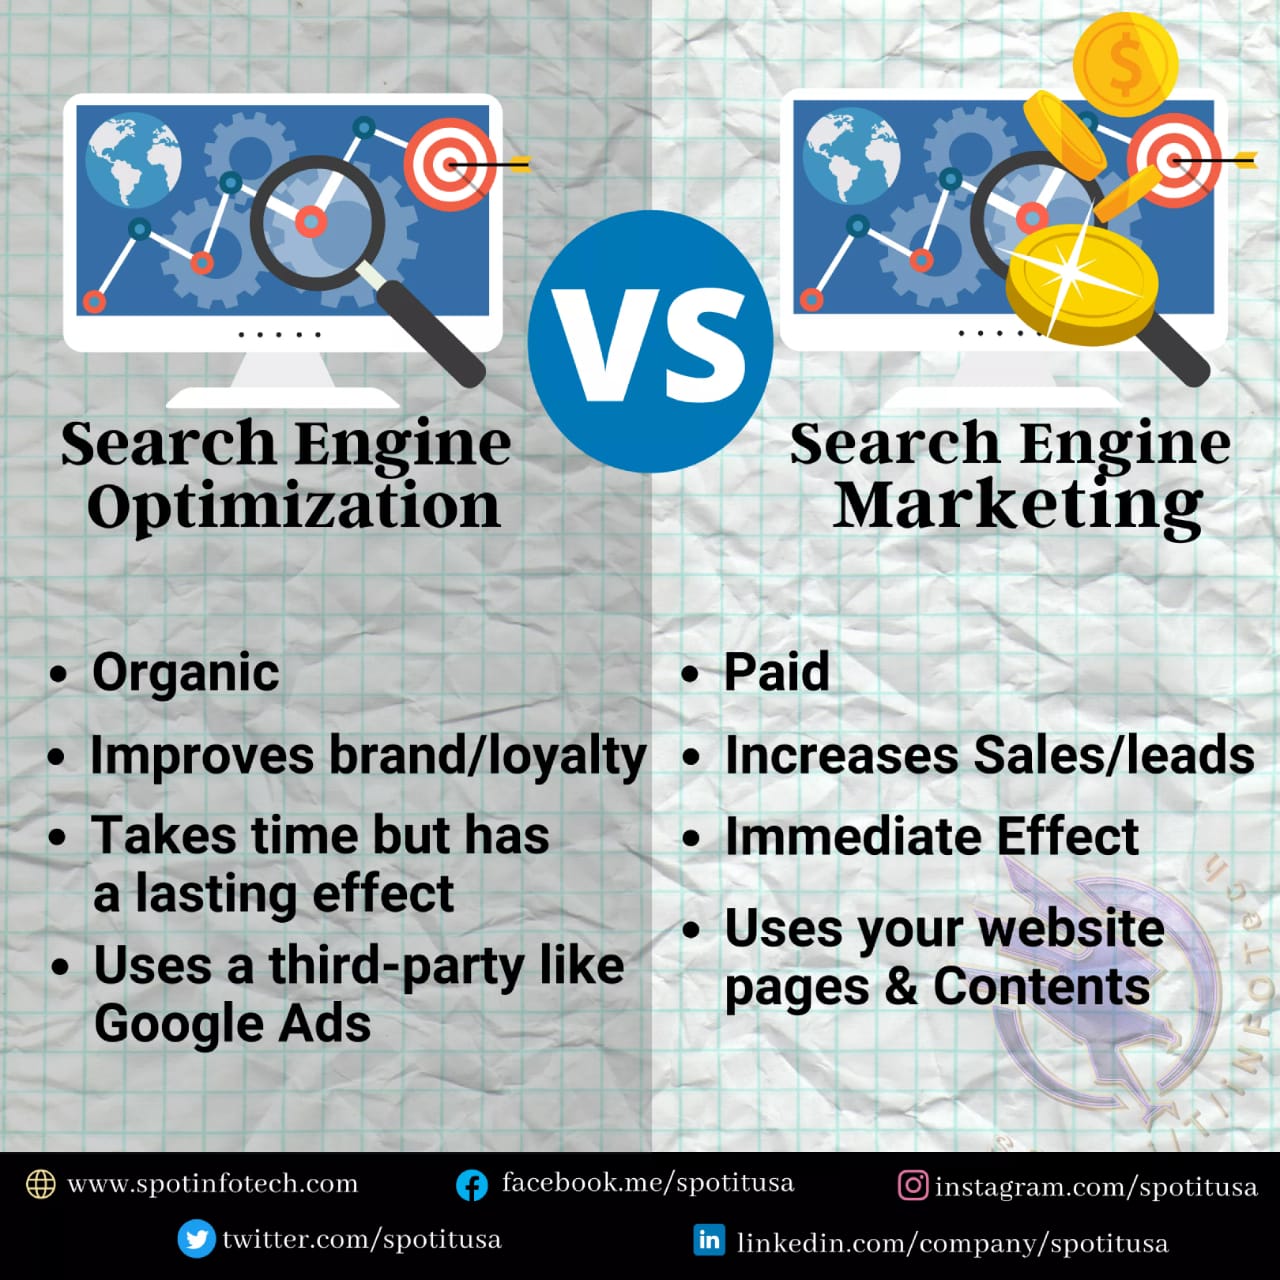 $
VS
Search Engine
Optimization
• Organic
• Improves brand/loyalty
• Takes time but has
a lasting effect
• Uses a third-party like
Google Ads
Search Engine
Marketing
• Paid
• Increases Sales/leads
• Immediate Effect
• Uses your website
pages & Contents
www.spotinfotech.com
facebook.me/spotitusa
instagram.com/spotitusa
twitter.com/spotitusa
in linkedin.com/company/spotitusa